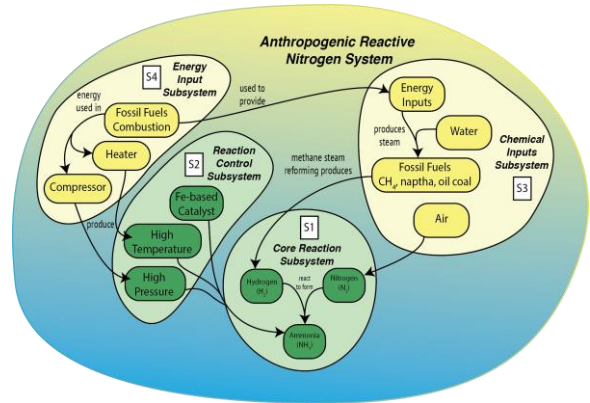 Anthropogenic Reactive
Nitrogen System
S4
Energy
Input
Subsystem
energy
used in
Fossil Fuels
Combustion
Heater
Compressor
used to
provide
produce
S2
Reaction
Control
Subsystem
Fe-based
Catalyst
High
Temperature
High
Pressure
methane steam
reforming produces
S1
Core Reaction
Subsystem
Hydrogen
(H₂)
react
to form
Nitrogen
(N₂)
Ammonia
(NH₃)
Energy
Inputs
produces
steam
Water
Fossil Fuels
CH₄, naptha, oil coal
Air
Chemical
Inputs
Subsystem
S3